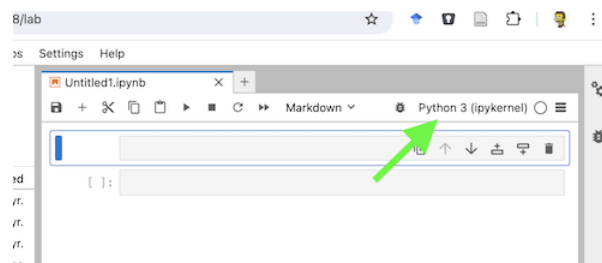 8/lab
os Settings Help
Untitled1.ipynb
Markdown Python 3 (ipykernel)
[ ]:
ed
yr.
yr.
yr.
yr.